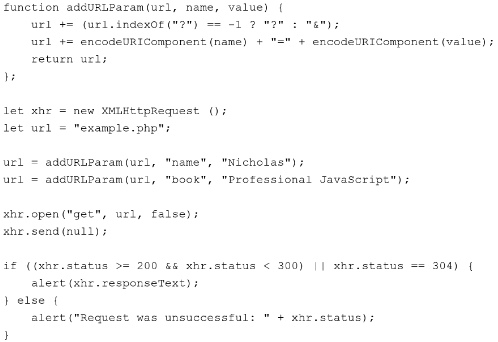 function addURLParam(url, name, value) {
    url += (url.indexOf("?") == -1 ? "?" : "&");
    url += encodeURIComponent(name) + "=" + encodeURIComponent(value);
    return url;
};

let xhr = new XMLHttpRequest ();
let url = "example.php";

url = addURLParam(url, "name", "Nicholas");
url = addURLParam(url, "book", "Professional JavaScript");

xhr.open("get", url, false);
xhr.send(null);

if ((xhr.status >= 200 && xhr.status < 300) || xhr.status == 304) {
    alert(xhr.responseText);
} else {
    alert("Request was unsuccessful: " + xhr.status);
}